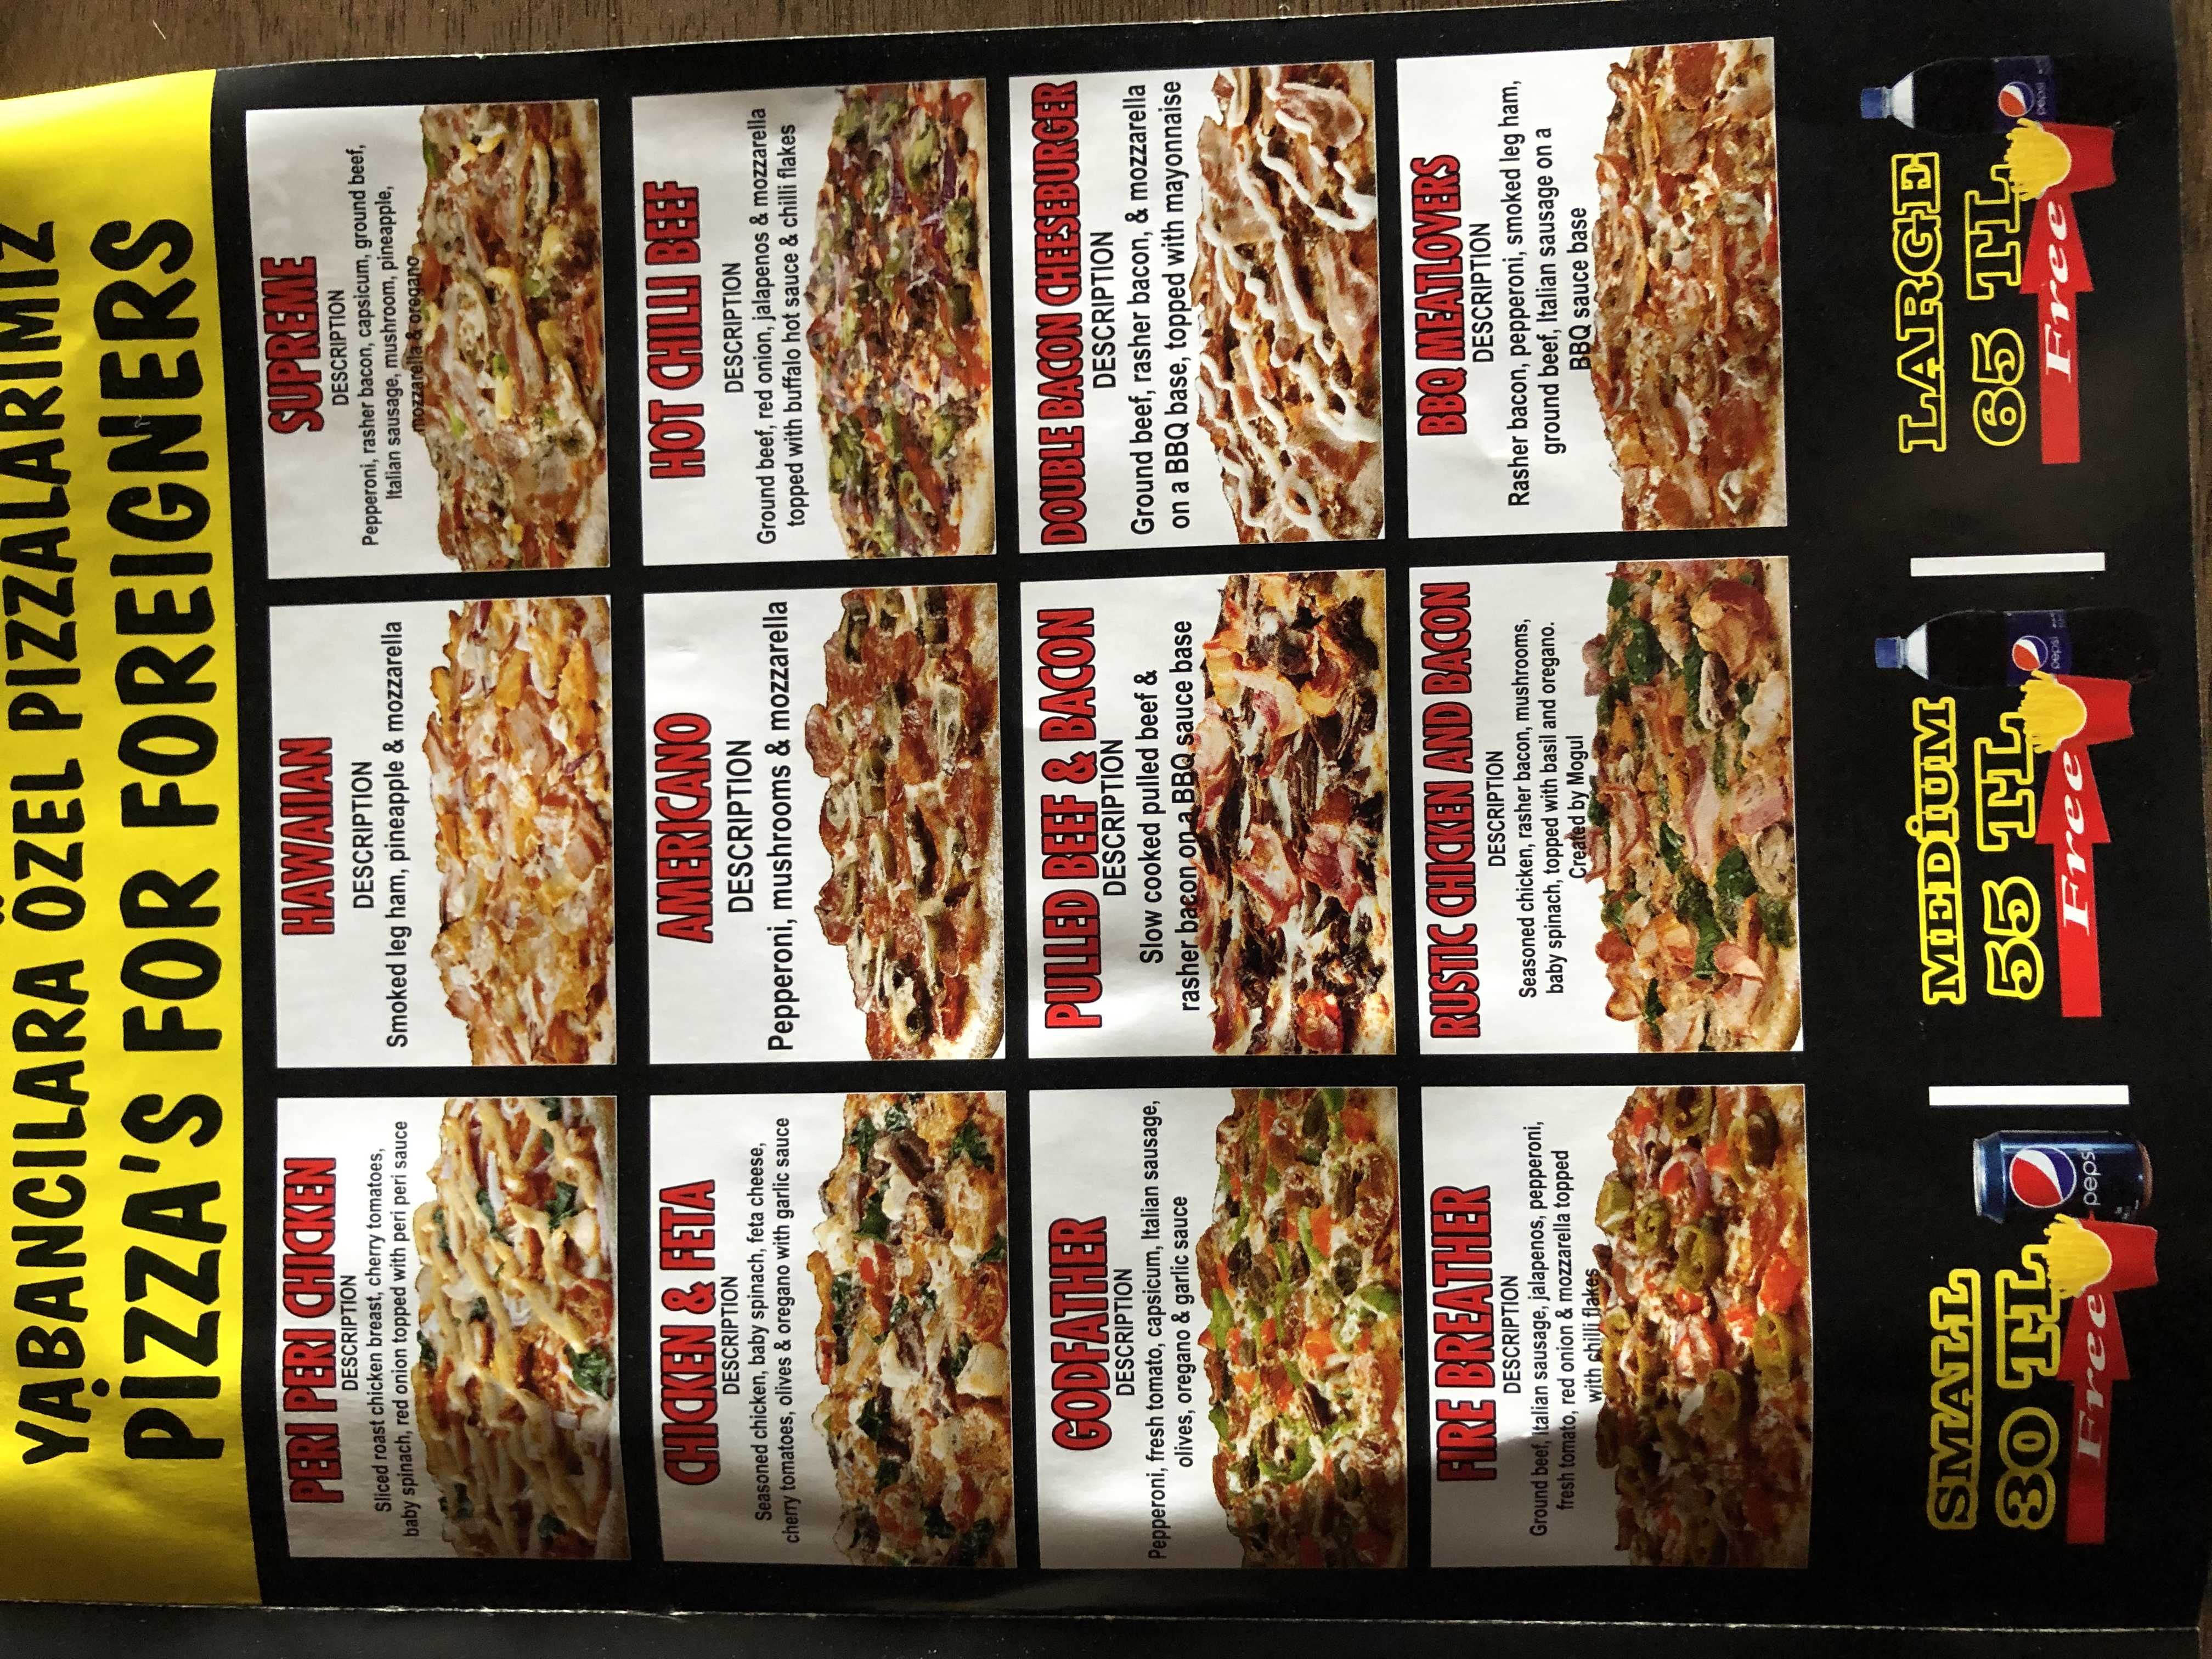 YABANCILARA ÖZEL PIZZALARIMIZ
PİZZA'S FOR FOREIGNERS
PERI PERI CHICKEN
DESCRIPTION
Sliced roast chicken breast, cherry tomatoes,
baby spinach, red onion topped with peri peri sauce
HAWAIIAN
DESCRIPTION
Smoked leg ham, pineapple & mozzarella
SUPREME
DESCRIPTION
Pepperoni, rasher bacon, capsicum, ground beef,
Italian sausage, mushroom, pineapple,
mozzarella & oregano
CHICKEN & FETA
DESCRIPTION
Seasoned chicken, baby spinach, feta cheese,
cherry tomatoes, olives & oregano with garlic sauce
AMERICANO
DESCRIPTION
Pepperoni, mushrooms & mozzarella
HOT CHILLI BEEF
DESCRIPTION
Ground beef, red onion, jalapenos & mozzarella
topped with buffalo hot sauce & chilli flakes
GODFATHER
DESCRIPTION
Pepperoni, fresh tomato, capsicum, Italian sausage,
olives, oregano & garlic sauce
PULLED BEEF & BACON
DESCRIPTION
Slow cooked pulled beef &
rasher bacon on a BBQ sauce base
DOUBLE BACON CHEESEBURGER
DESCRIPTION
Ground beef, rasher bacon, & mozzarella
on a BBQ base, topped with mayonnaise
FIRE BREATHER
DESCRIPTION
Ground beef, Italian sausage, jalapenos, pepperoni,
fresh tomato, red onion & mozzarella topped
with chilli flakes
RUSTIC CHICKEN AND BACON
DESCRIPTION
Seasoned chicken, rasher bacon, mushrooms,
baby spinach, topped with basil and oregano.
Created by Mogul
BBQ MEATLOVERS
DESCRIPTION
Rasher bacon, pepperoni, smoked leg ham,
ground beef, Italian sausage on a
BBQ sauce base
SMALL
30 TL
Free
pepsi
MEDİUM
55 TL
Free
pepsi
LARGE
65 TL
Free
pepsi